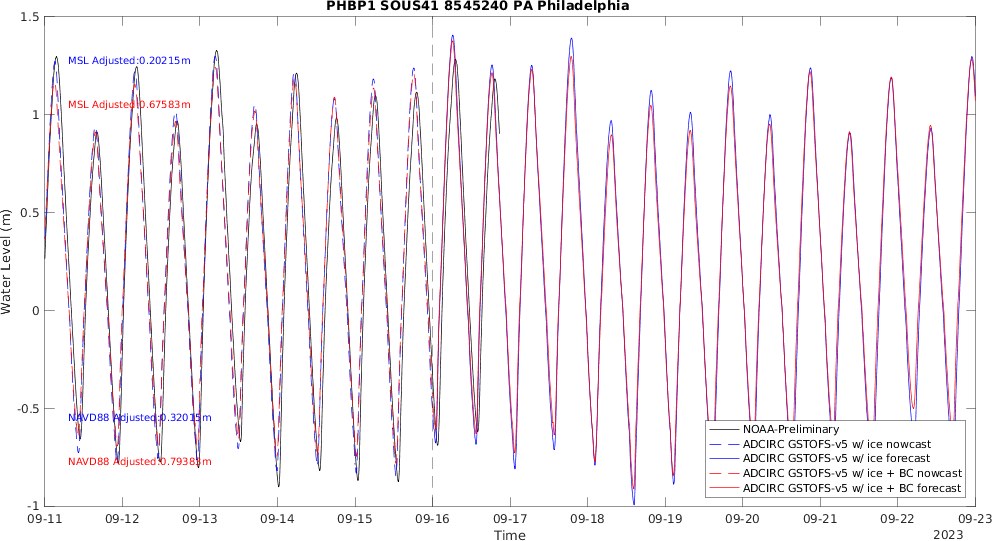 PHBP1 SOUS41 8545240 PA Philadelphia
1.5
MSL Adjusted:0.20215m
MSL Adjusted:0.67583m
1
0.5
Water Level (m)
0
-0.5
NAVD88 Adjusted:0.32015m
NAVD88 Adjusted:0.79383m
NOAA-Preliminary
ADCIRC GSTOFS-v5 w/ ice nowcast
ADCIRC GSTOFS-v5 w/ ice forecast
ADCIRC GSTOFS-v5 w/ ice + BC nowcast
ADCIRC GSTOFS-v5 w/ ice + BC forecast
-1
09-11 09-12 09-13 09-14 09-15 09-16 09-17 09-18 09-19 09-20 09-21 09-22 09-23
Time
2023